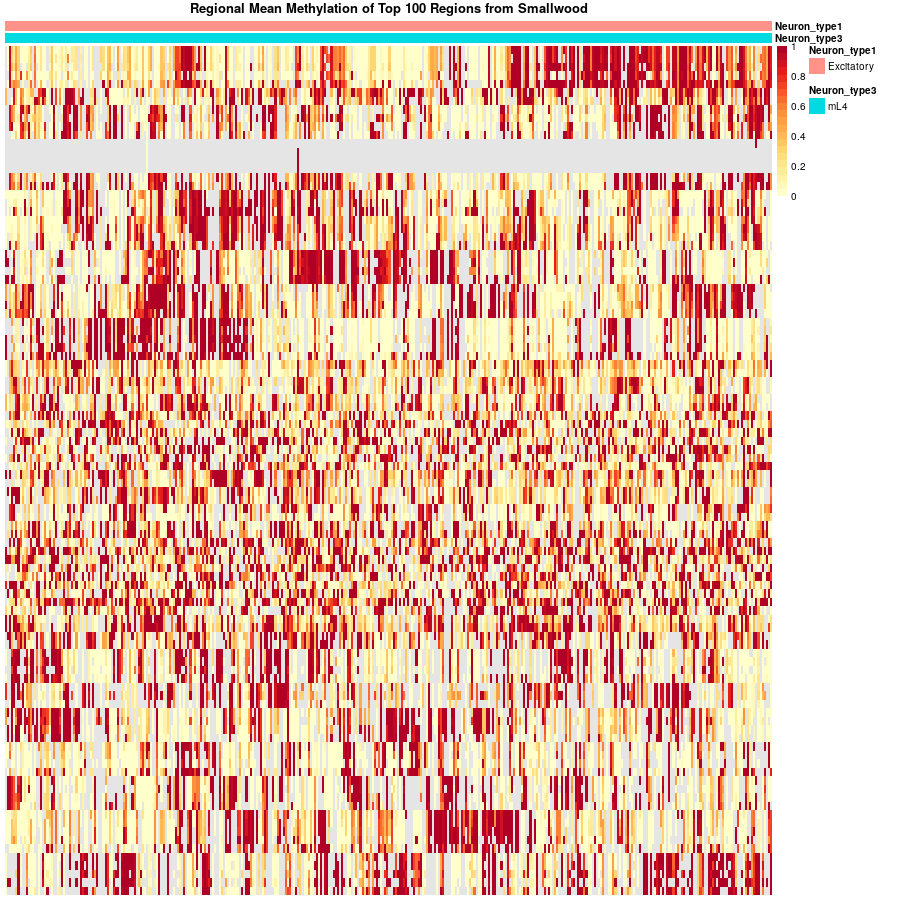 Regional Mean Methylation of Top 100 Regions from Smallwood
Neuron_type1
Neuron_type3
1
0.8
0.6
0.4
0.2
0
Neuron_type1
Excitatory
Neuron_type3
mL4